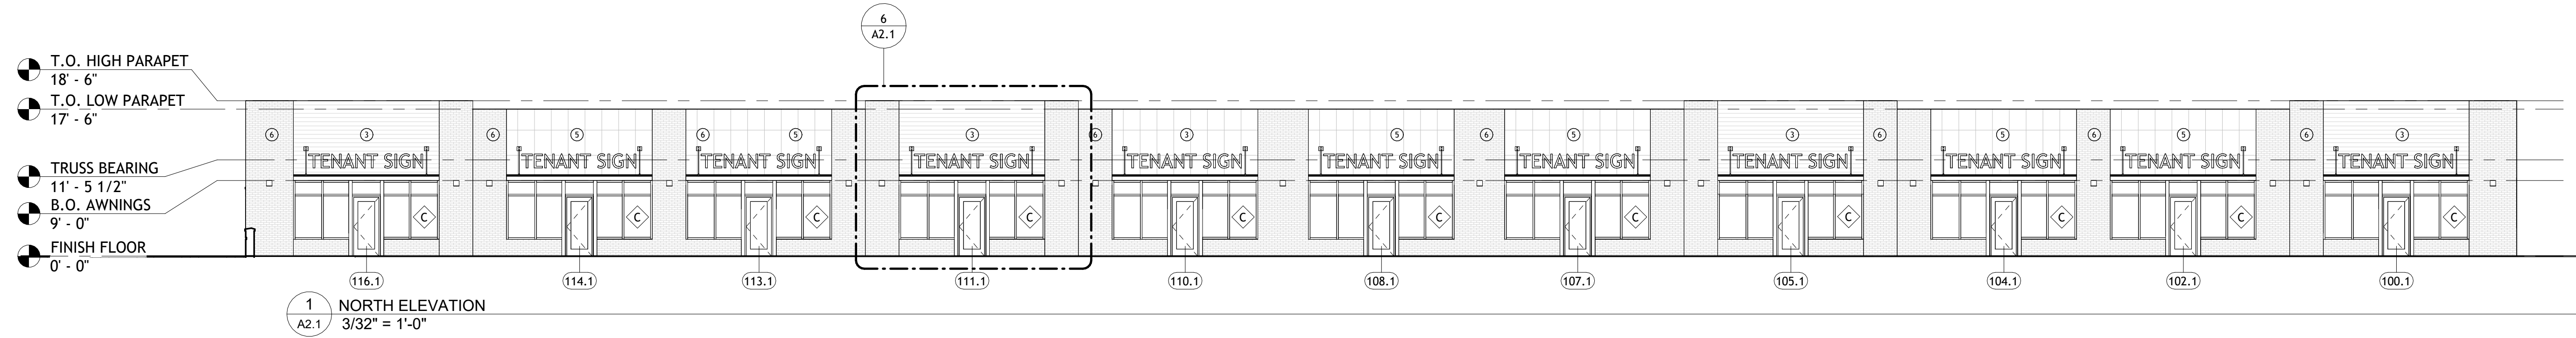 6
A2.1
T.O. HIGH PARAPET
18' - 6"
T.O. LOW PARAPET
17' - 6"
6 3 6 5 6 5 3 6 3 5 6 5 3 6 5 6 5 6 3
TENANT SIGN TENANT SIGN TENANT SIGN TENANT SIGN TENANT SIGN TENANT SIGN TENANT SIGN TENANT SIGN TENANT SIGN TENANT SIGN TENANT SIGN
TRUSS BEARING
11' - 5 1/2"
B.O. AWNINGS
9' - 0"
C C C C C C C C C C C
FINISH FLOOR
0' - 0"
116.1 114.1 113.1 111.1 110.1 108.1 107.1 105.1 104.1 102.1 100.1
1
A2.1
NORTH ELEVATION
3/32" = 1'-0"